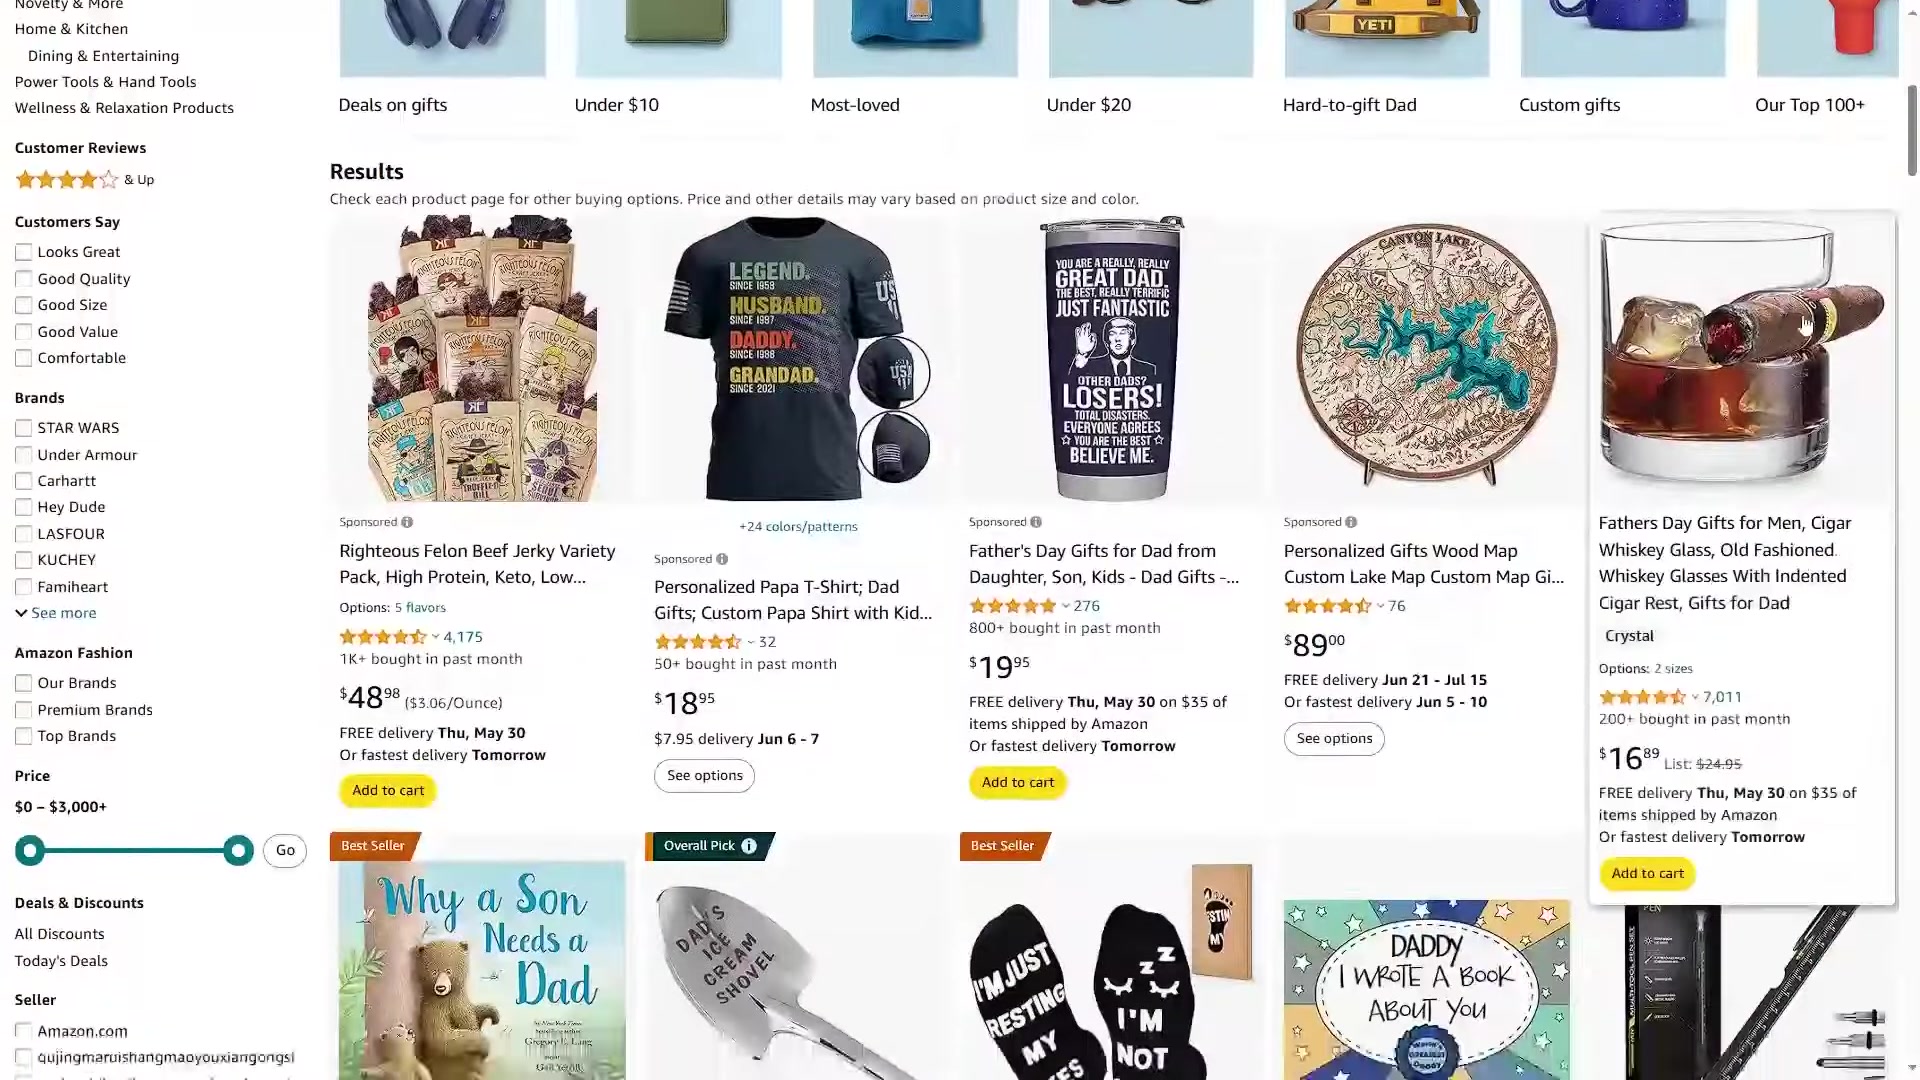 Novelty & More
Home & Kitchen
Dining & Entertaining
Power Tools & Hand Tools
Wellness & Relaxation Products
Customer Reviews
& Up
Customers Say
Looks Great
Good Quality
Good Size
Good Value
Comfortable
Brands
STAR WARS
Under Armour
Carhartt
Hey Dude
LASFOUR
KUCHEY
Famiheart
See more
Amazon Fashion
Our Brands
Premium Brands
Top Brands
Price
$0 – $3,000+
Go
Deals & Discounts
All Discounts
Today's Deals
Seller
Amazon.com
qujingmaruishangmaoyouxiangongsi
YETI
Deals on gifts
Under $10
Most-loved
Under $20
Hard-to-gift Dad
Custom gifts
Our Top 100+
Results
Check each product page for other buying options. Price and other details may vary based on product size and color.
RIGHTEOUS FELON
Sponsored
Righteous Felon Beef Jerky Variety
Pack, High Protein, Keto, Low...
Options: 5 flavors
4,175
1K+ bought in past month
$4898 ($3.06/Ounce)
FREE delivery Thu, May 30
Or fastest delivery Tomorrow
Add to cart
LEGEND.
SINCE 1959
HUSBAND.
SINCE 1987
DADDY.
SINCE 1988
GRANDAD.
SINCE 2021
US
USA
+24 colors/patterns
Sponsored
Personalized Papa T-Shirt; Dad
Gifts; Custom Papa Shirt with Kid...
32
50+ bought in past month
$1895
$7.95 delivery Jun 6 - 7
See options
YOU ARE A REALLY, REALLY
GREAT DAD.
THE BEST, REALLY TERRIFIC
JUST FANTASTIC
OTHER DADS?
LOSERS!
TOTAL DISASTERS.
EVERYONE AGREES
YOU ARE THE BEST
BELIEVE ME.
Sponsored
Father's Day Gifts for Dad from
Daughter, Son, Kids - Dad Gifts -...
276
800+ bought in past month
$1995
FREE delivery Thu, May 30 on $35 of
items shipped by Amazon
Or fastest delivery Tomorrow
Add to cart
CANYON LAKE
Sponsored
Personalized Gifts Wood Map
Custom Lake Map Custom Map Gi...
76
$8900
FREE delivery Jun 21 - Jul 15
Or fastest delivery Jun 5 - 10
See options
Fathers Day Gifts for Men, Cigar
Whiskey Glass, Old Fashioned
Whiskey Glasses With Indented
Cigar Rest, Gifts for Dad
Crystal
Options: 2 sizes
7,011
200+ bought in past month
$1689 List: $24.95
FREE delivery Thu, May 30 on $35 of
items shipped by Amazon
Or fastest delivery Tomorrow
Add to cart
Best Seller
Why a Son
Needs a
Dad
Gregory E. Lang
Overall Pick
DAD'S
ICE
CREAM
SHOVEL
Best Seller
I'M JUST
RESTING
MY
Z Z
I'M
NOT
DADDY
I WROTE A BOOK
ABOUT YOU
PEN